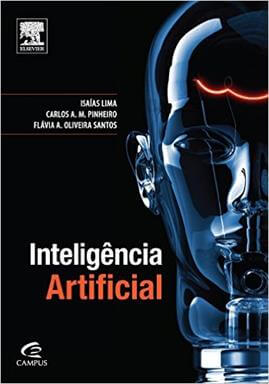 ELSEVIER
ISAÍAS LIMA
CARLOS A. M. PINHEIRO
FLÁVIA A. OLIVEIRA SANTOS
Inteligência
Artificial
CAMPUS